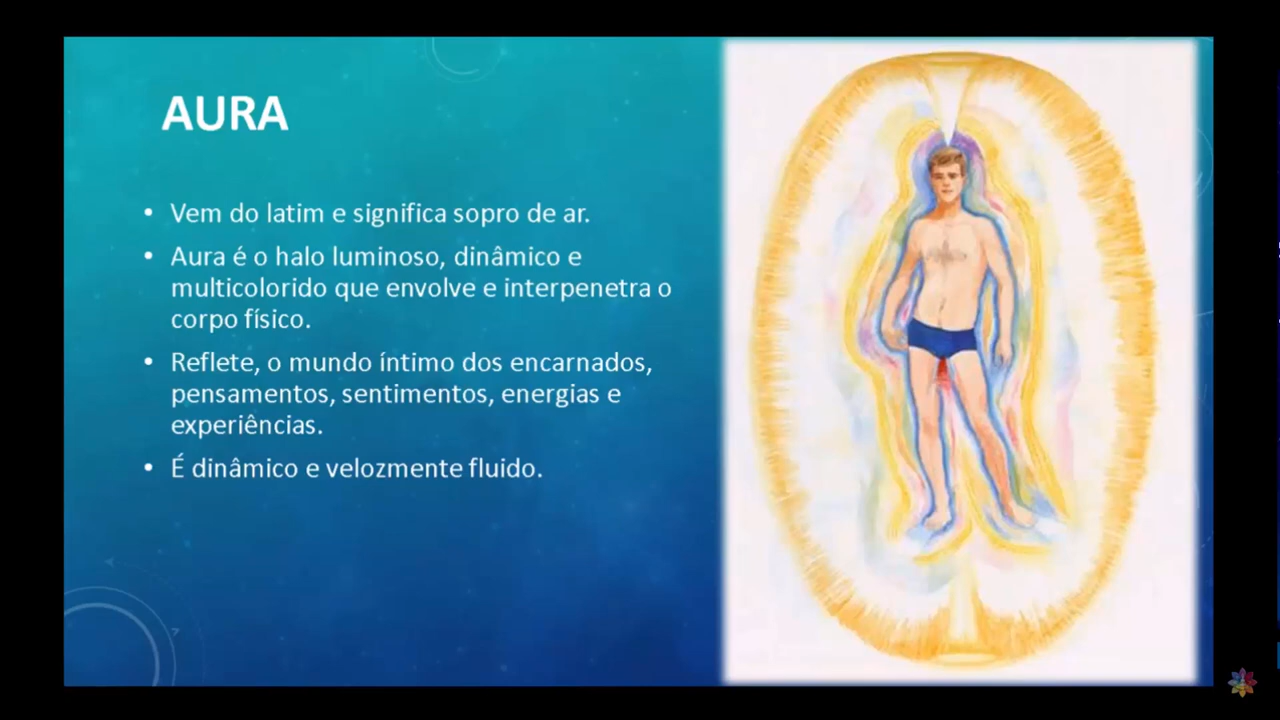 AURA
• Vem do latim e significa sopro de ar.
• Aura é o halo luminoso, dinâmico e
multicolorido que envolve e interpenetra o
corpo físico.
• Reflete, o mundo íntimo dos encarnados,
pensamentos, sentimentos, energias e
experiências.
• É dinâmico e velozmente fluido.